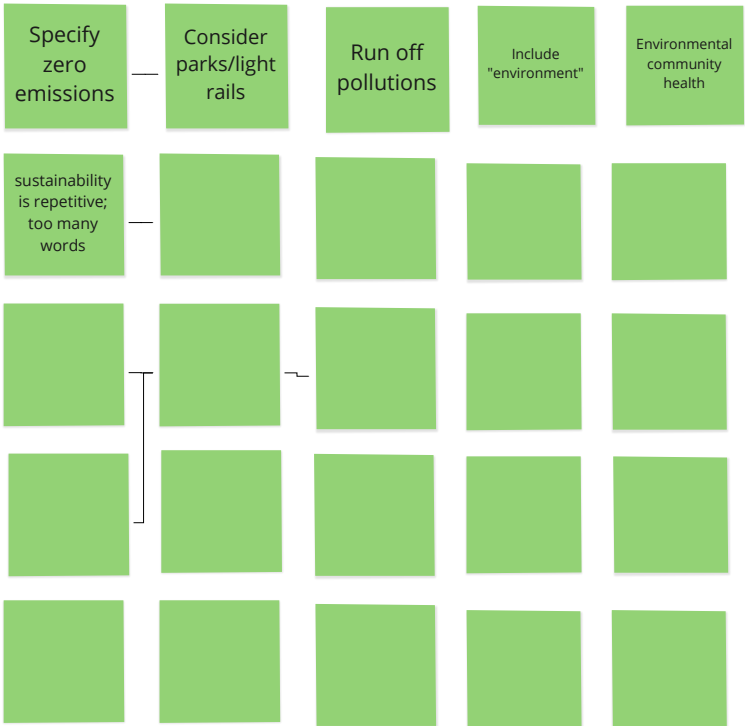 Specify
zero
emissions
Consider
parks/light
rails
Run off
pollutions
Include
"environment"
Environmental
community
health
sustainability
is repetitive;
too many
words